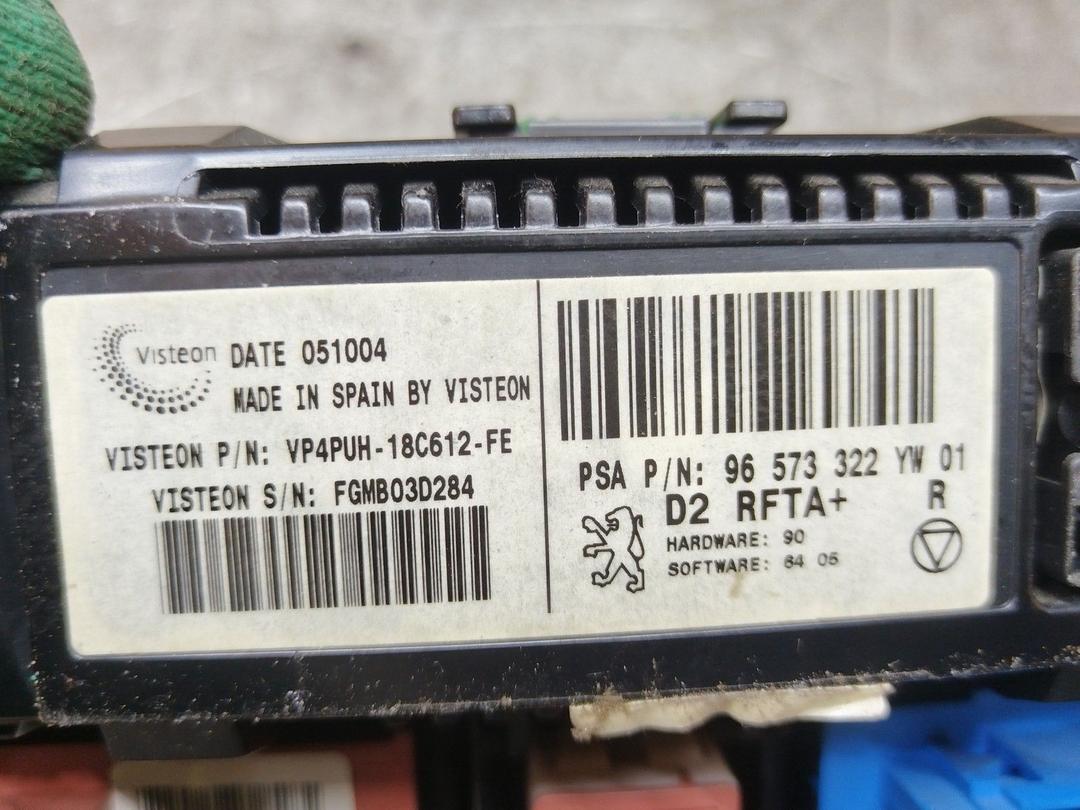 Visteon
DATE 051004
MADE IN SPAIN BY VISTEON
VISTEON P/N: VP4PUH-18C612-FE
VISTEON S/N: FGMB03D284
PSA P/N: 96 573 322 YW 01
D2 RFTA+ R
HARDWARE: 90
SOFTWARE: 64 05